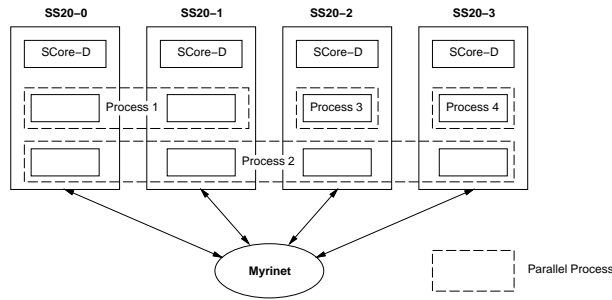 SS20–0 SS20–1 SS20–2 SS20–3
SCore–D SCore–D SCore–D SCore–D
Process 1 Process 3 Process 4
Process 2
Myrinet
Parallel Process